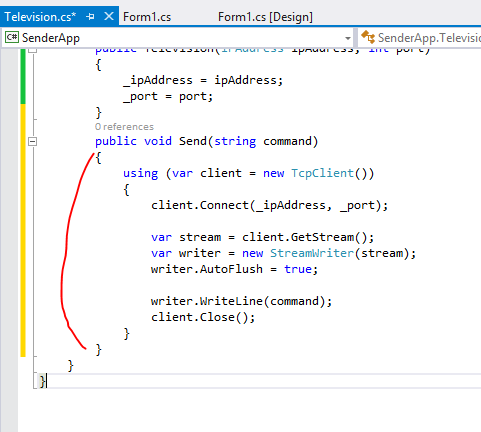 Television.cs*
Form1.cs
Form1.cs [Design]
C# SenderApp
SenderApp.Televisio
public Television(IPAddress ipAddress, int port)
{
_ipAddress = ipAddress;
_port = port;
}
0 references
public void Send(string command)
{
using (var client = new TcpClient())
{
client.Connect(_ipAddress, _port);
var stream = client.GetStream();
var writer = new StreamWriter(stream);
writer.AutoFlush = true;
writer.WriteLine(command);
client.Close();
}
}
}
}